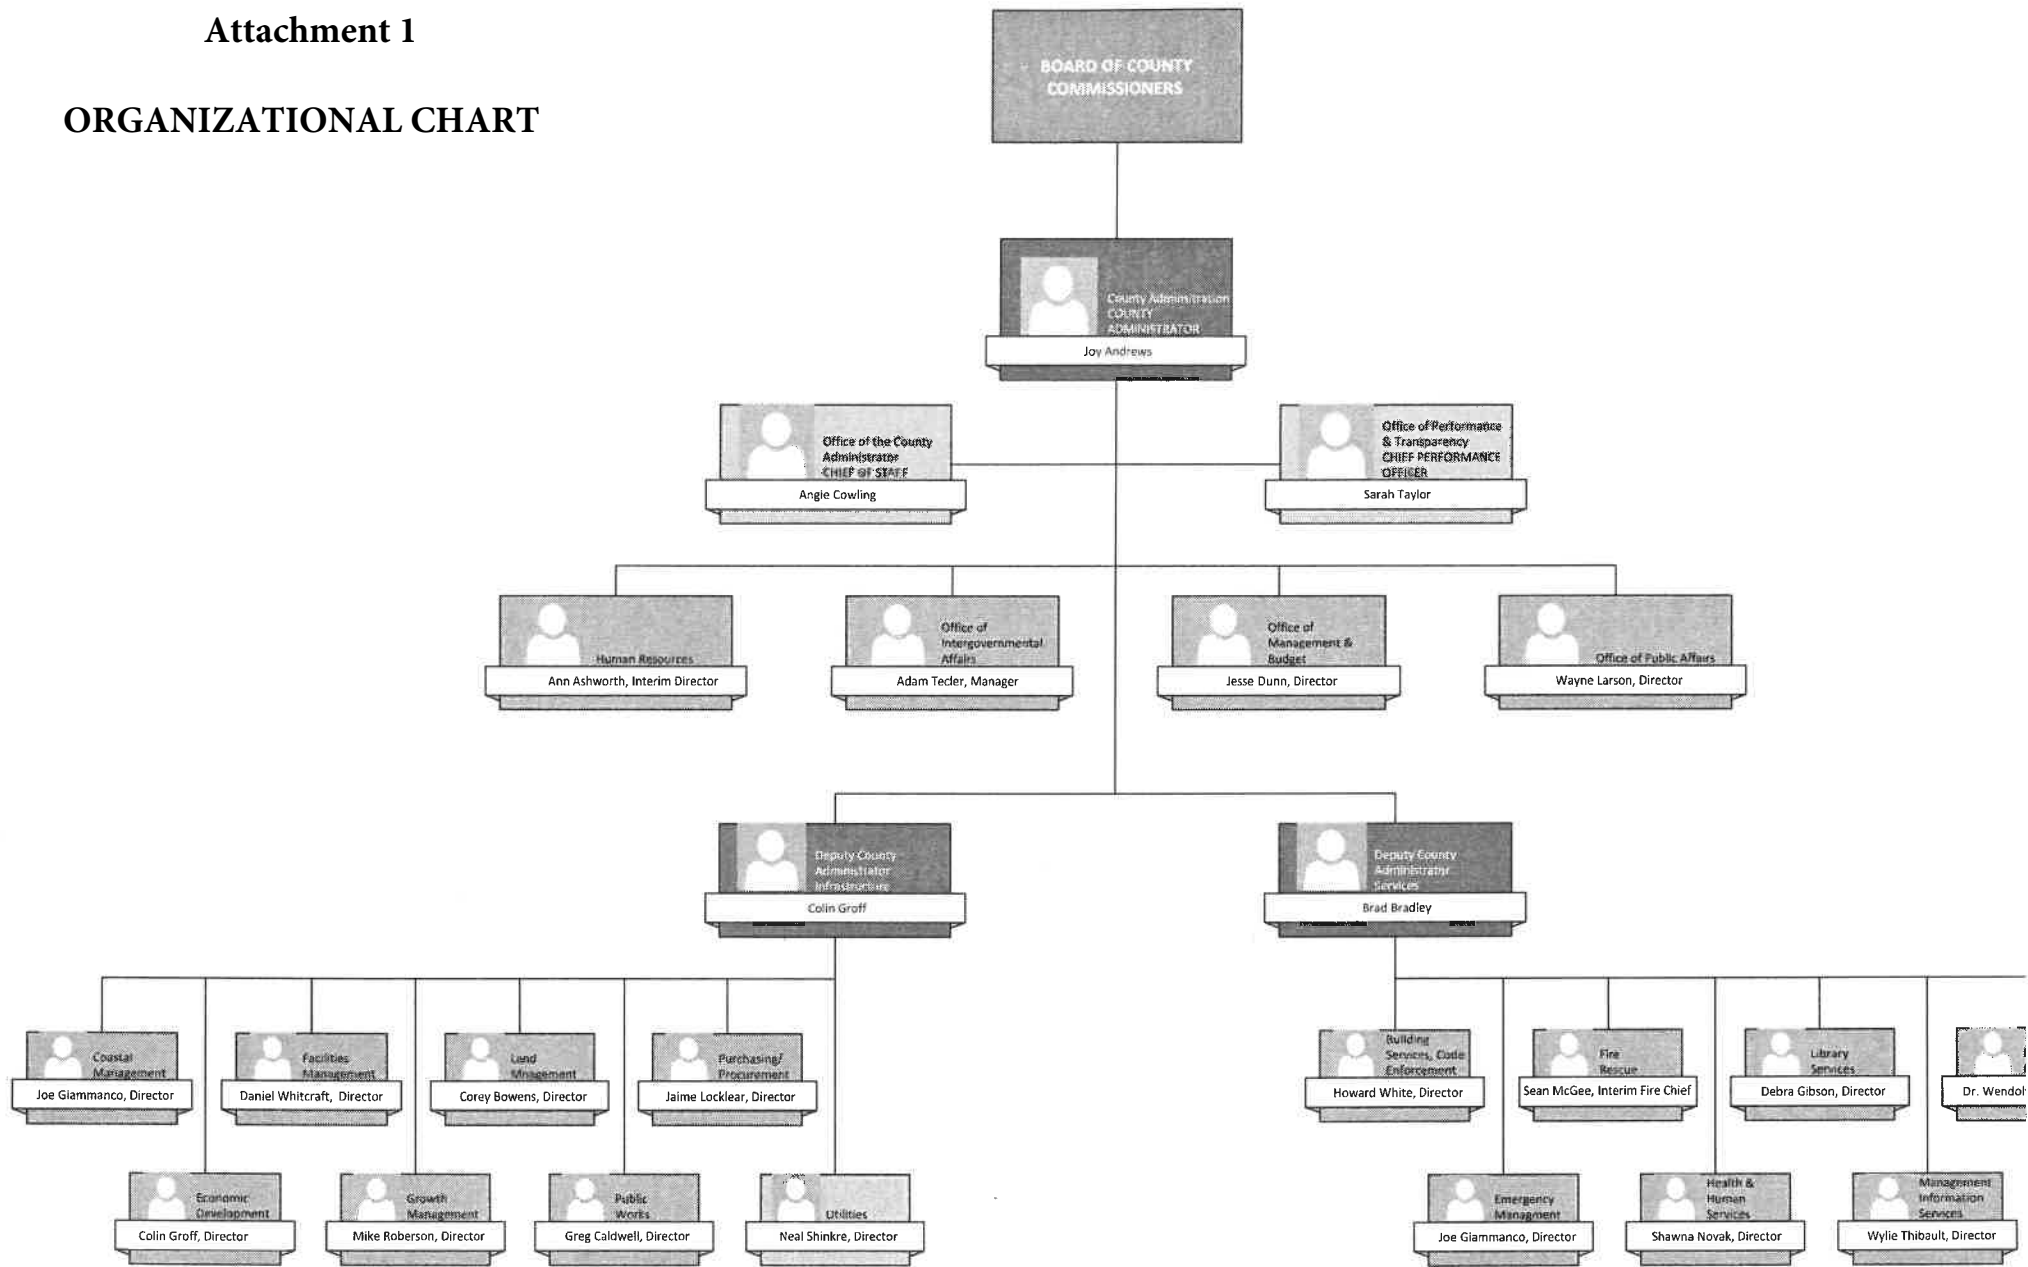 Attachment 1
ORGANIZATIONAL CHART
BOARD OF COUNTY
COMMISSIONERS
County Administration
COUNTY
ADMINISTRATOR
Joy Andrews
Office of the County
Administrator
CHIEF OF STAFF
Angie Cowling
Office of Performance
& Transparency
CHIEF PERFORMANCE
OFFICER
Sarah Taylor
Human Resources
Ann Ashworth, Interim Director
Office of
Intergovernmental
Affairs
Adam Tecler, Manager
Office of
Management &
Budget
Jesse Dunn, Director
Office of Public Affairs
Wayne Larson, Director
Deputy County
Administrator
Infrastructure
Colin Groff
Deputy County
Administrator
Services
Brad Bradley
Coastal
Management
Joe Giammanco, Director
Facilities
Management
Daniel Whitcraft, Director
Land
Mnagement
Corey Bowens, Director
Purchasing/
Procurement
Jaime Locklear, Director
Building
Services, Code
Enforcement
Howard White, Director
Fire
Rescue
Sean McGee, Interim Fire Chief
Library
Services
Debra Gibson, Director
Dr.
Economic
Development
Colin Groff, Director
Growth
Management
Mike Roberson, Director
Public
Works
Greg Caldwell, Director
Utilities
Neal Shinkre, Director
Emergency
Managment
Joe Giammanco, Director
Health &
Human
Services
Shawna Novak, Director
Management
Information
Services
Wylie Thibault, Director